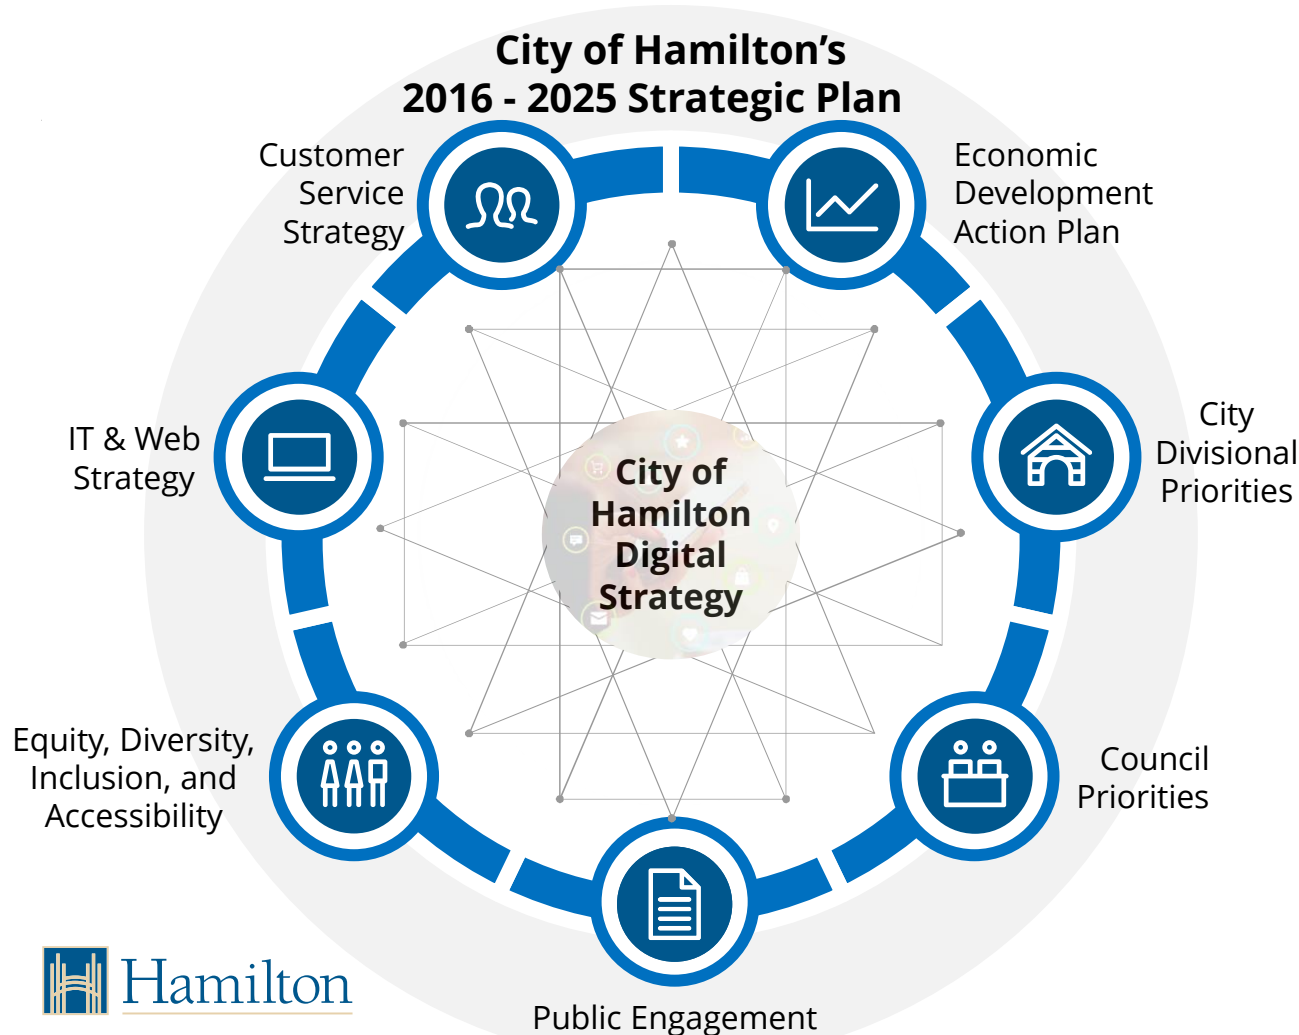 City of Hamilton’s
2016 - 2025 Strategic Plan
Customer
Service
Strategy
Economic
Development
Action Plan
IT & Web
Strategy
City
Divisional
Priorities
City of
Hamilton
Digital
Strategy
Equity, Diversity,
Inclusion, and
Accessibility
Council
Priorities
Public Engagement
Hamilton